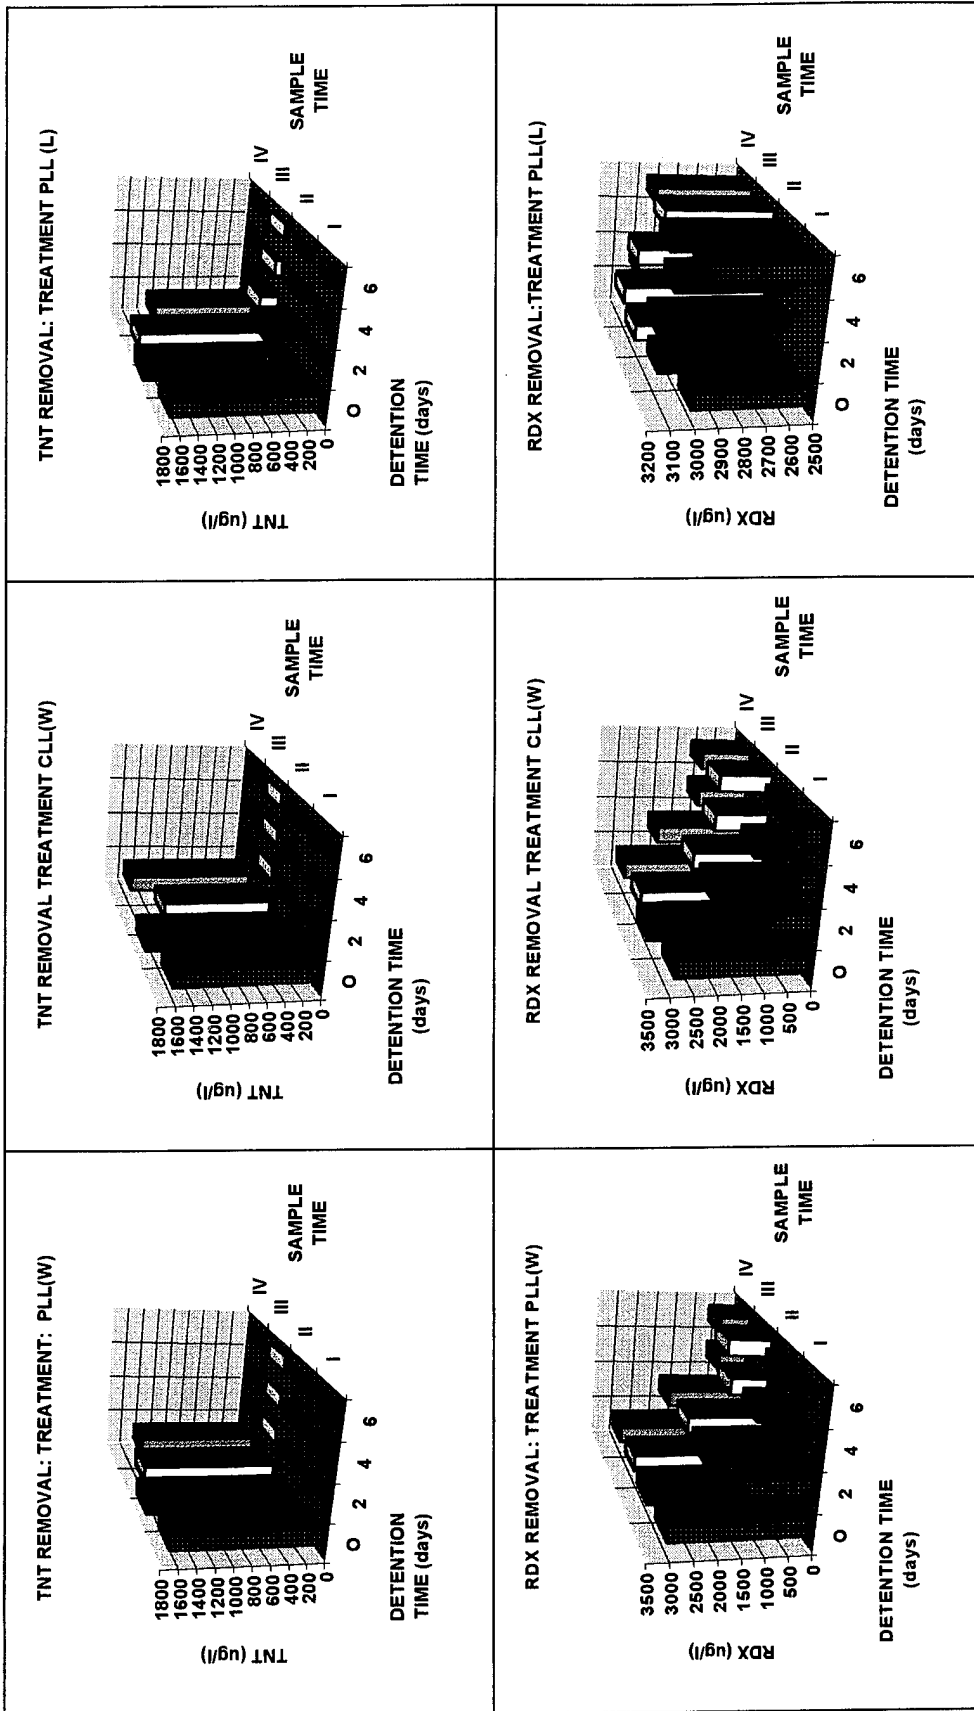 TNT REMOVAL: TREATMENT: PLL(W)
1800
1600
1400
1200
1000
800
600
400
200
0
TNT (ug/l)
O
2
4
6
DETENTION
TIME (days)
I
II
III
IV
SAMPLE
TIME
TNT REMOVAL TREATMENT CLL(W)
1800
1600
1400
1200
1000
800
600
400
200
0
TNT (ug/l)
O
2
4
6
DETENTION TIME
(days)
I
II
III
IV
SAMPLE
TIME
TNT REMOVAL: TREATMENT PLL (L)
1800
1600
1400
1200
1000
800
600
400
200
0
TNT (ug/l)
O
2
4
6
DETENTION
TIME (days)
I
II
III
IV
SAMPLE
TIME
RDX REMOVAL: TREATMENT PLL(W)
3500
3000
2500
2000
1500
1000
500
0
RDX (ug/l)
O
2
4
6
DETENTION TIME
(days)
I
II
III
IV
SAMPLE
TIME
RDX REMOVAL TREATMENT CLL(W)
3500
3000
2500
2000
1500
1000
500
0
RDX (ug/l)
O
2
4
6
DETENTION TIME
(days)
I
II
III
IV
SAMPLE
TIME
RDX REMOVAL:TREATMENT PLL(L)
3200
3100
3000
2900
2800
2700
2600
2500
RDX (ug/l)
O
2
4
6
DETENTION TIME
(days)
I
II
III
IV
SAMPLE
TIME